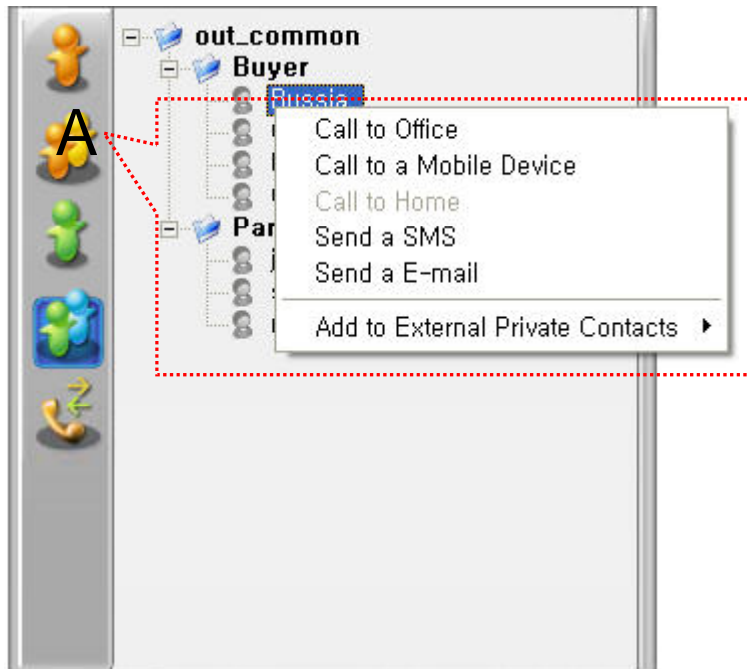 out_common
Buyer
Russia
Call to Office
Call to a Mobile Device
Call to Home
Send a SMS
Send a E-mail
Add to External Private Contacts
A